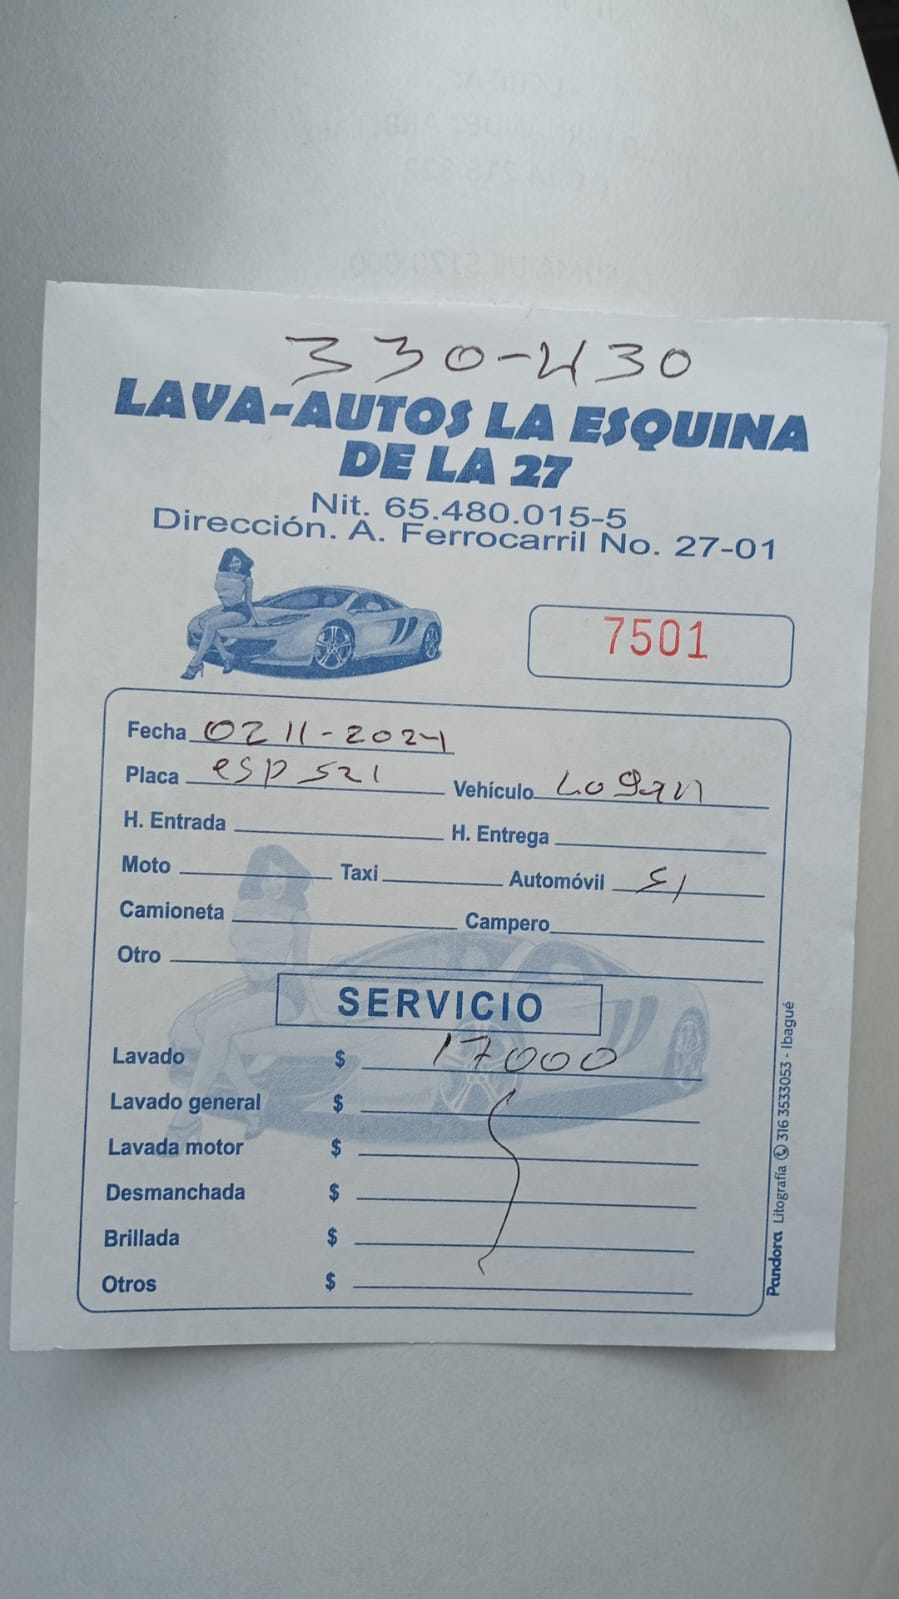 330-430
LAVA-AUTOS LA ESQUINA
DE LA 27
Nit. 65.480.015-5
Dirección. A. Ferrocarril No. 27-01
7501
Fecha 02 11-2024
Placa esp 521 Vehículo Logan
H. Entrada H. Entrega
Moto Taxi Automóvil SI
Camioneta Campero
Otro
SERVICIO
Lavado $ 17000
Lavado general $
Lavada motor $
Desmanchada $
Brillada $
Otros $
Pandora Litografía 316 3533053 - Ibagué